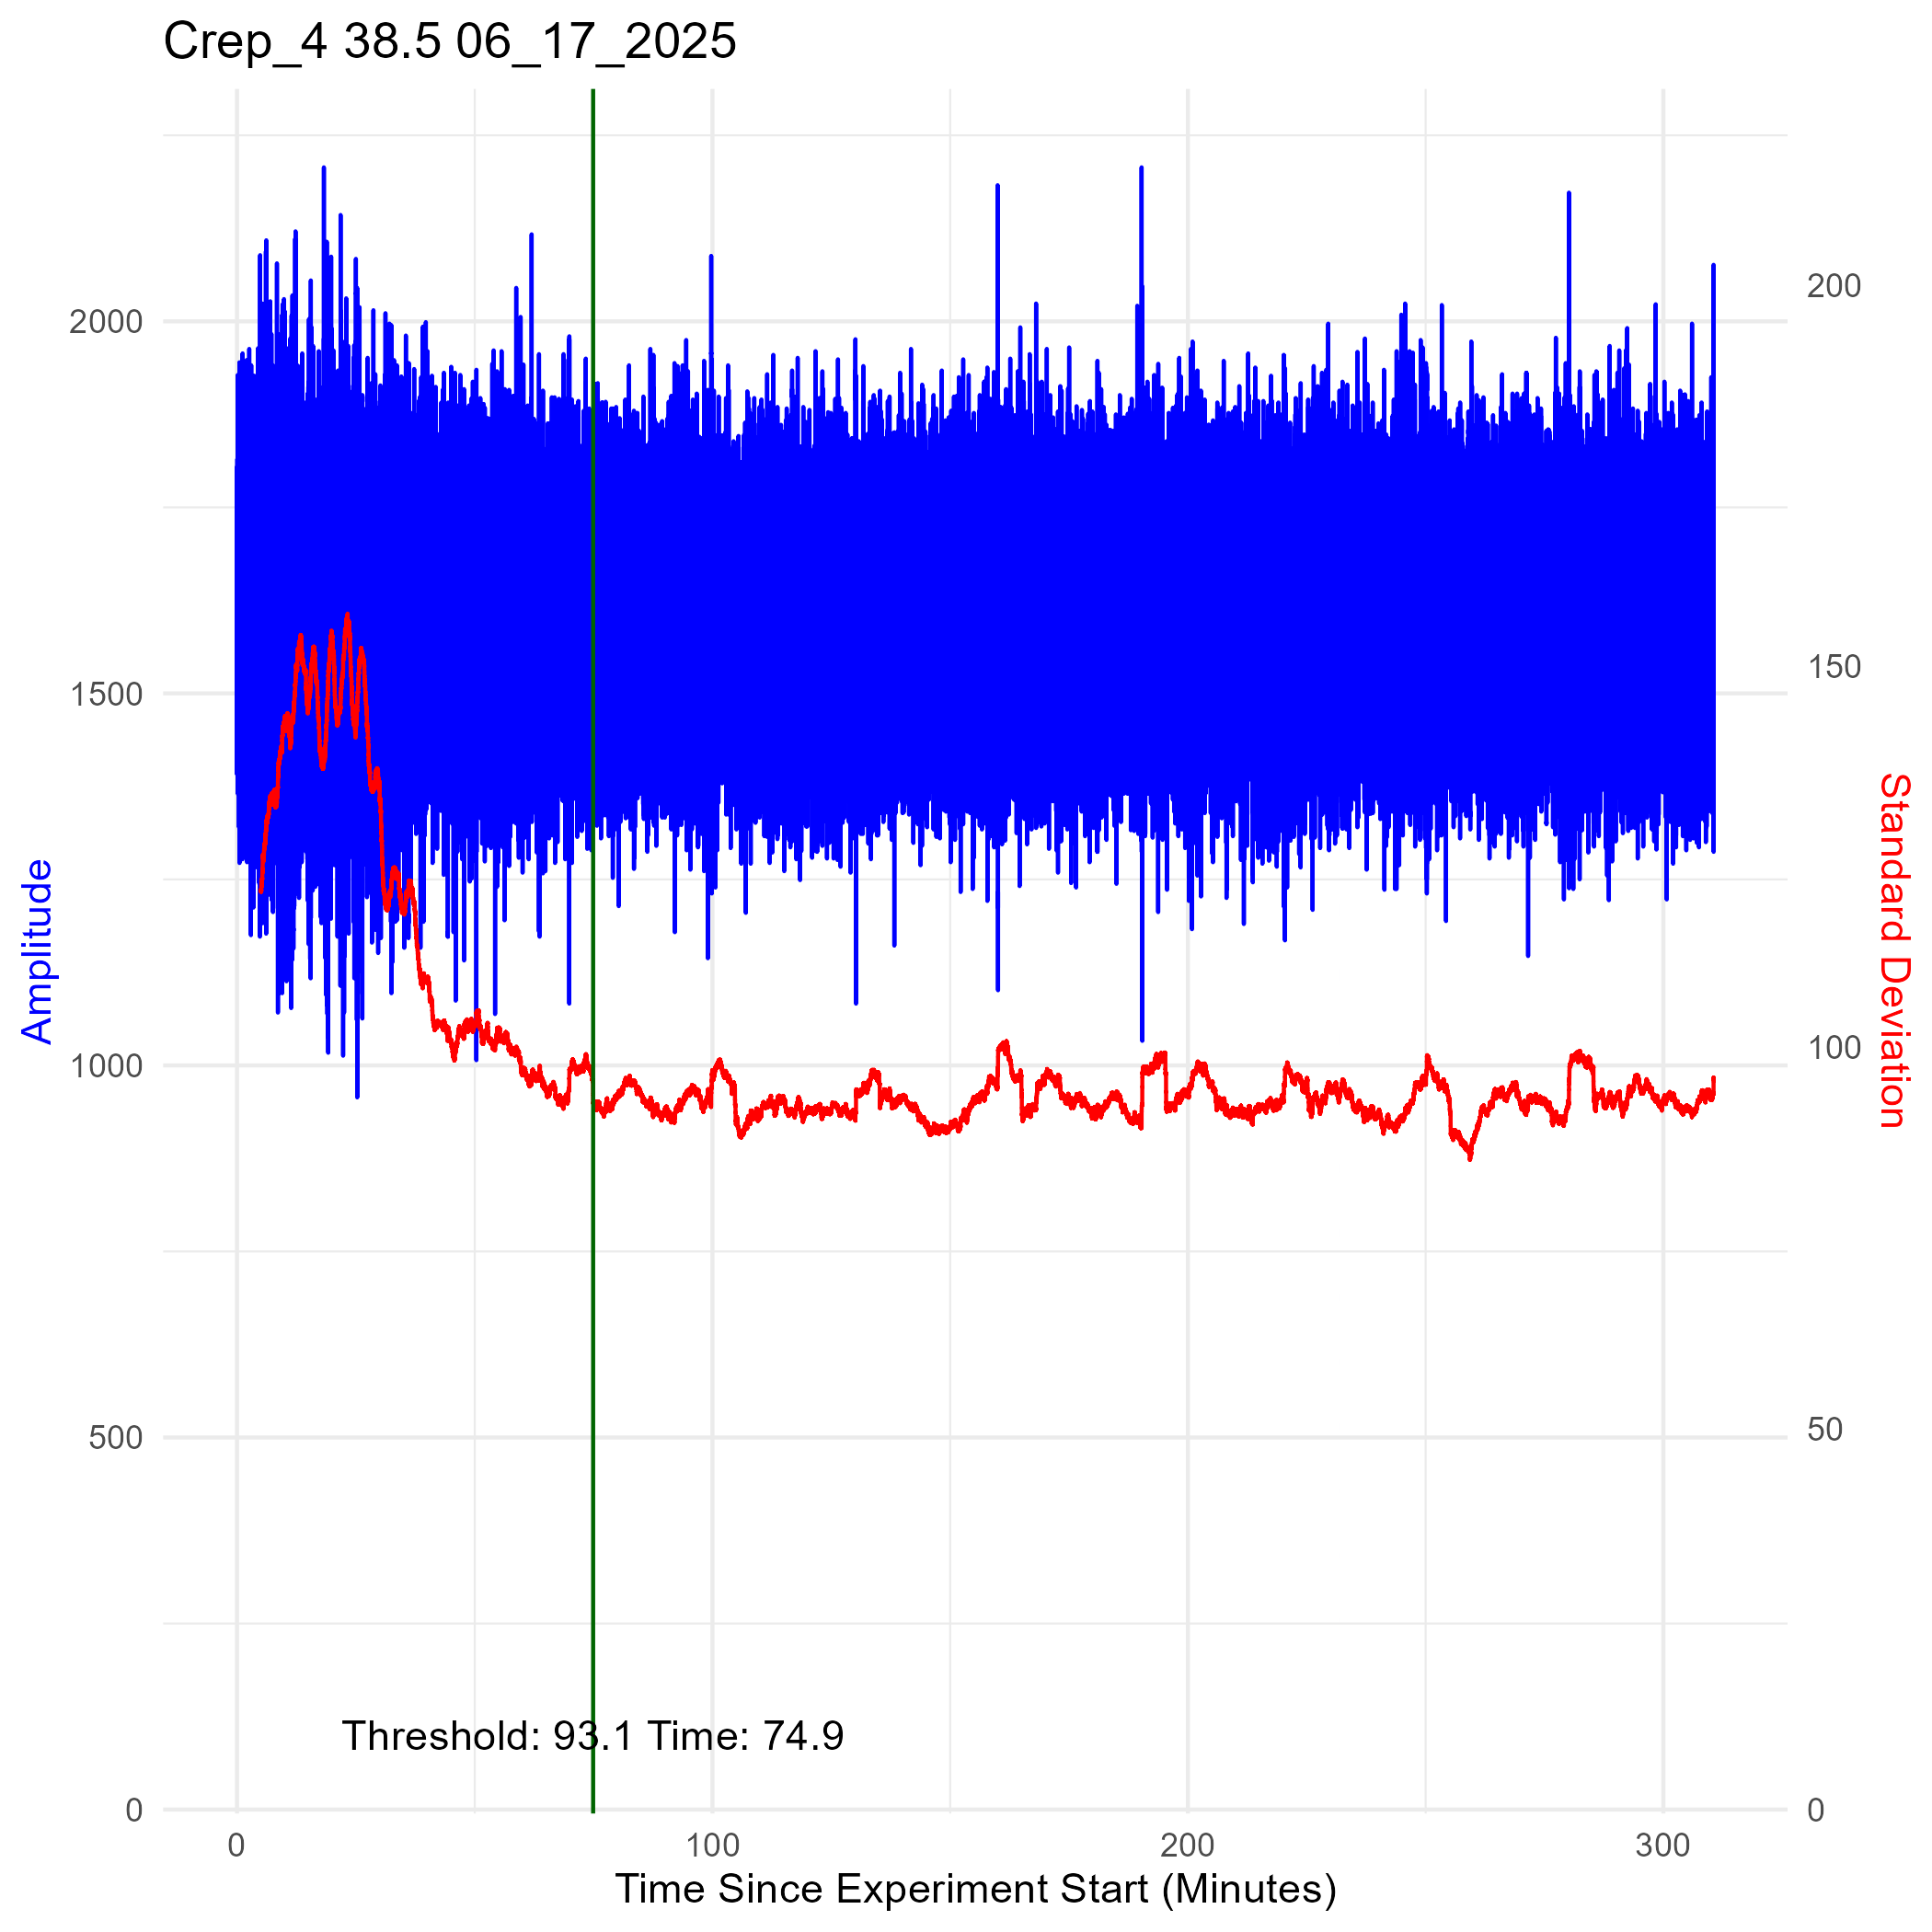 Crep_4 38.5 06_17_2025
2000
1500
1000
500
0
Amplitude
200
150
100
50
0
Standard Deviation
Threshold: 93.1 Time: 74.9
0 100 200 300
Time Since Experiment Start (Minutes)